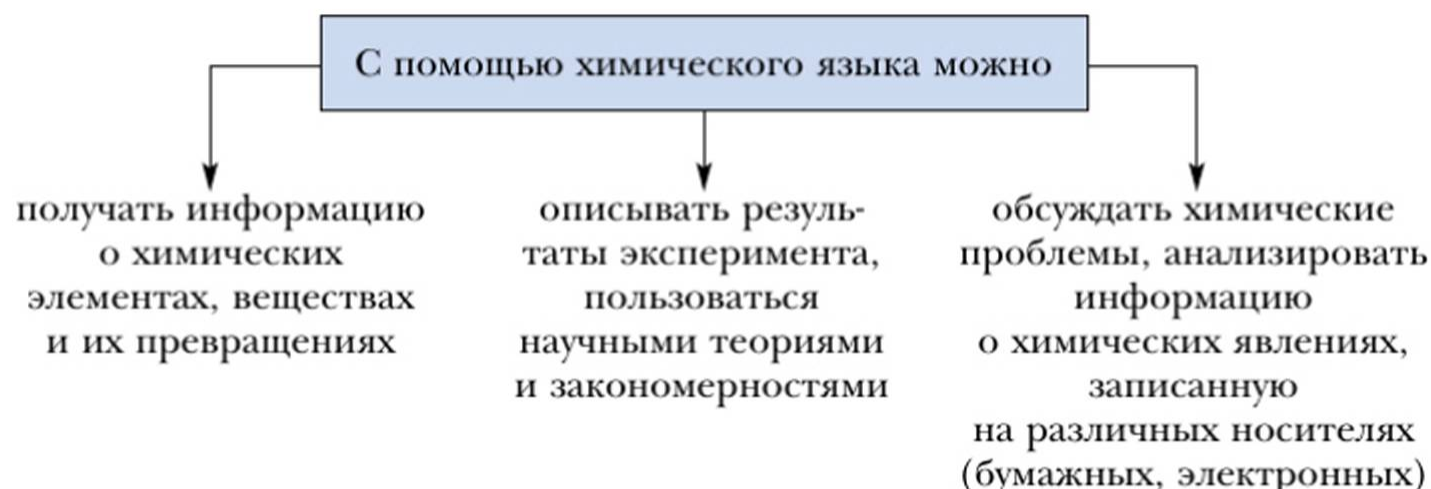 С помощью химического языка можно
получать информацию
о химических
элементах, веществах
и их превращениях
описывать резуль-
таты эксперимента,
пользоваться
научными теориями
и закономерностями
обсуждать химические
проблемы, анализировать
информацию
о химических явлениях,
записанную
на различных носителях
(бумажных, электронных)